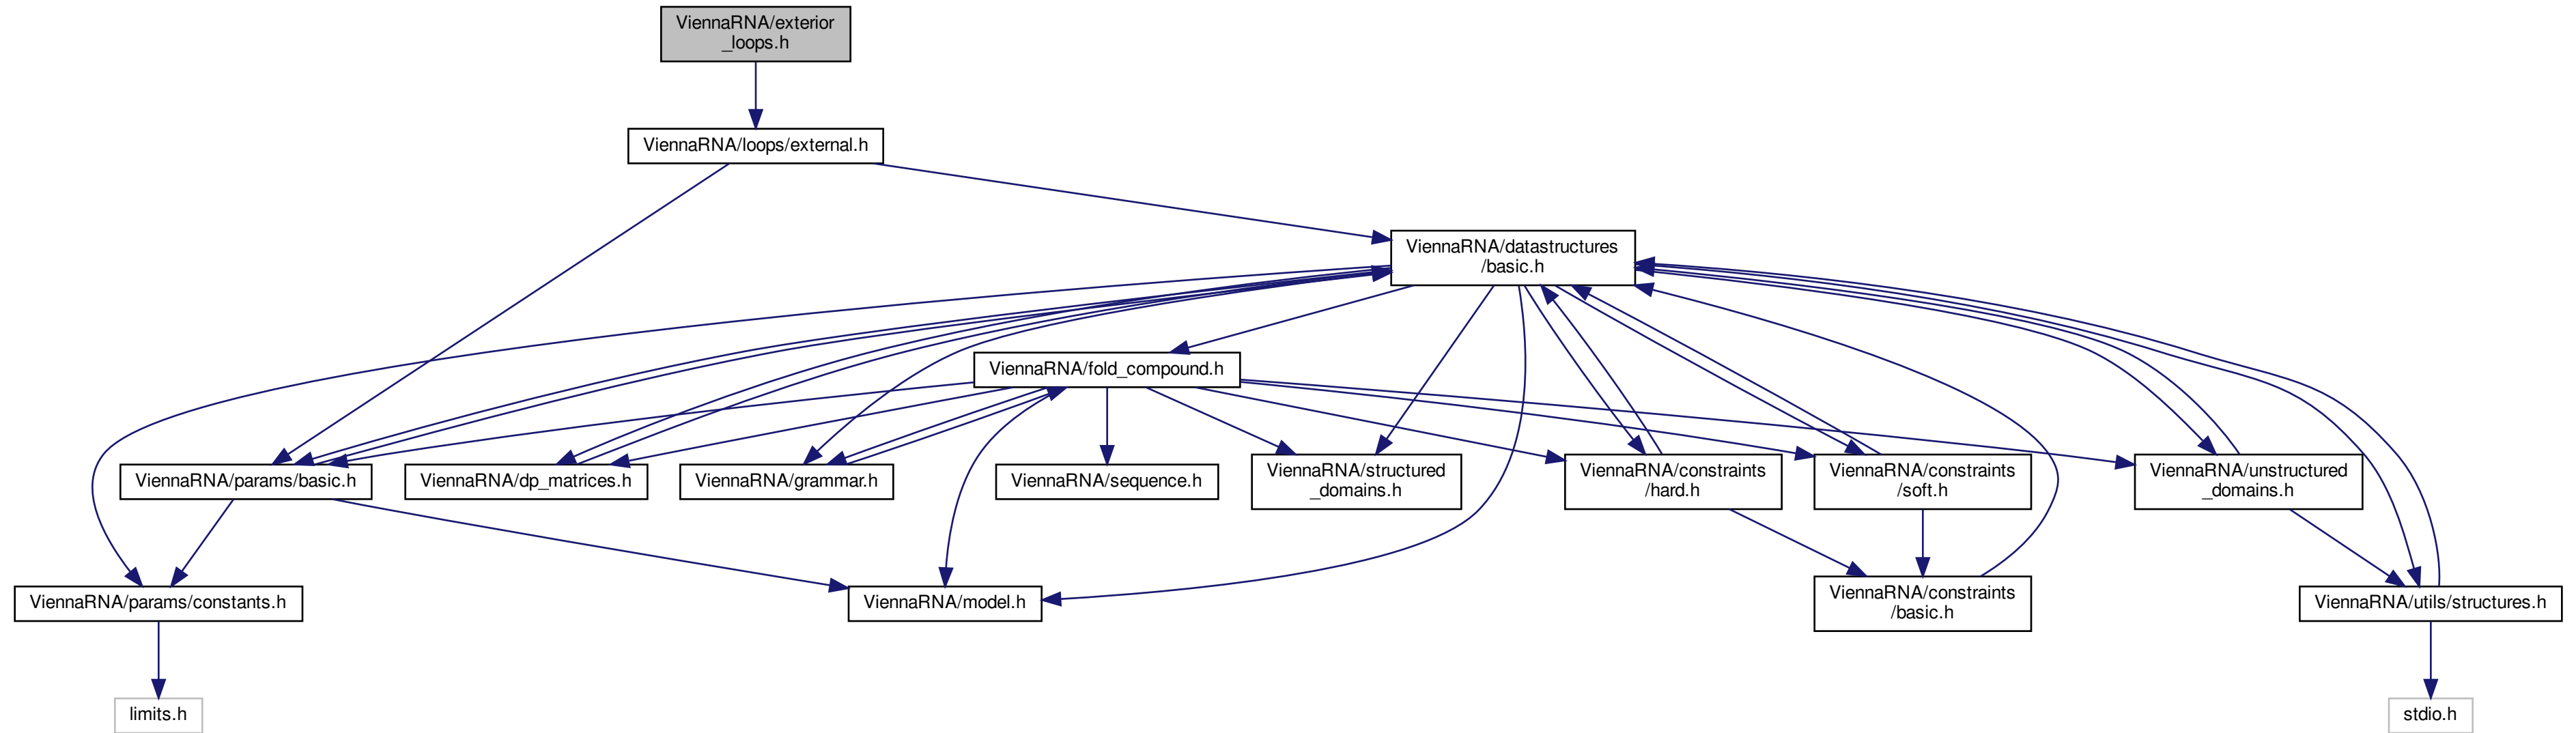 ViennaRNA/exterior
_loops.h
ViennaRNA/loops/external.h
ViennaRNA/datastructures
/basic.h
ViennaRNA/fold_compound.h
ViennaRNA/params/basic.h
ViennaRNA/dp_matrices.h
ViennaRNA/grammar.h
ViennaRNA/sequence.h
ViennaRNA/structured
_domains.h
ViennaRNA/constraints
/hard.h
ViennaRNA/constraints
/soft.h
ViennaRNA/unstructured
_domains.h
ViennaRNA/params/constants.h
ViennaRNA/model.h
ViennaRNA/constraints
/basic.h
ViennaRNA/utils/structures.h
limits.h
stdio.h